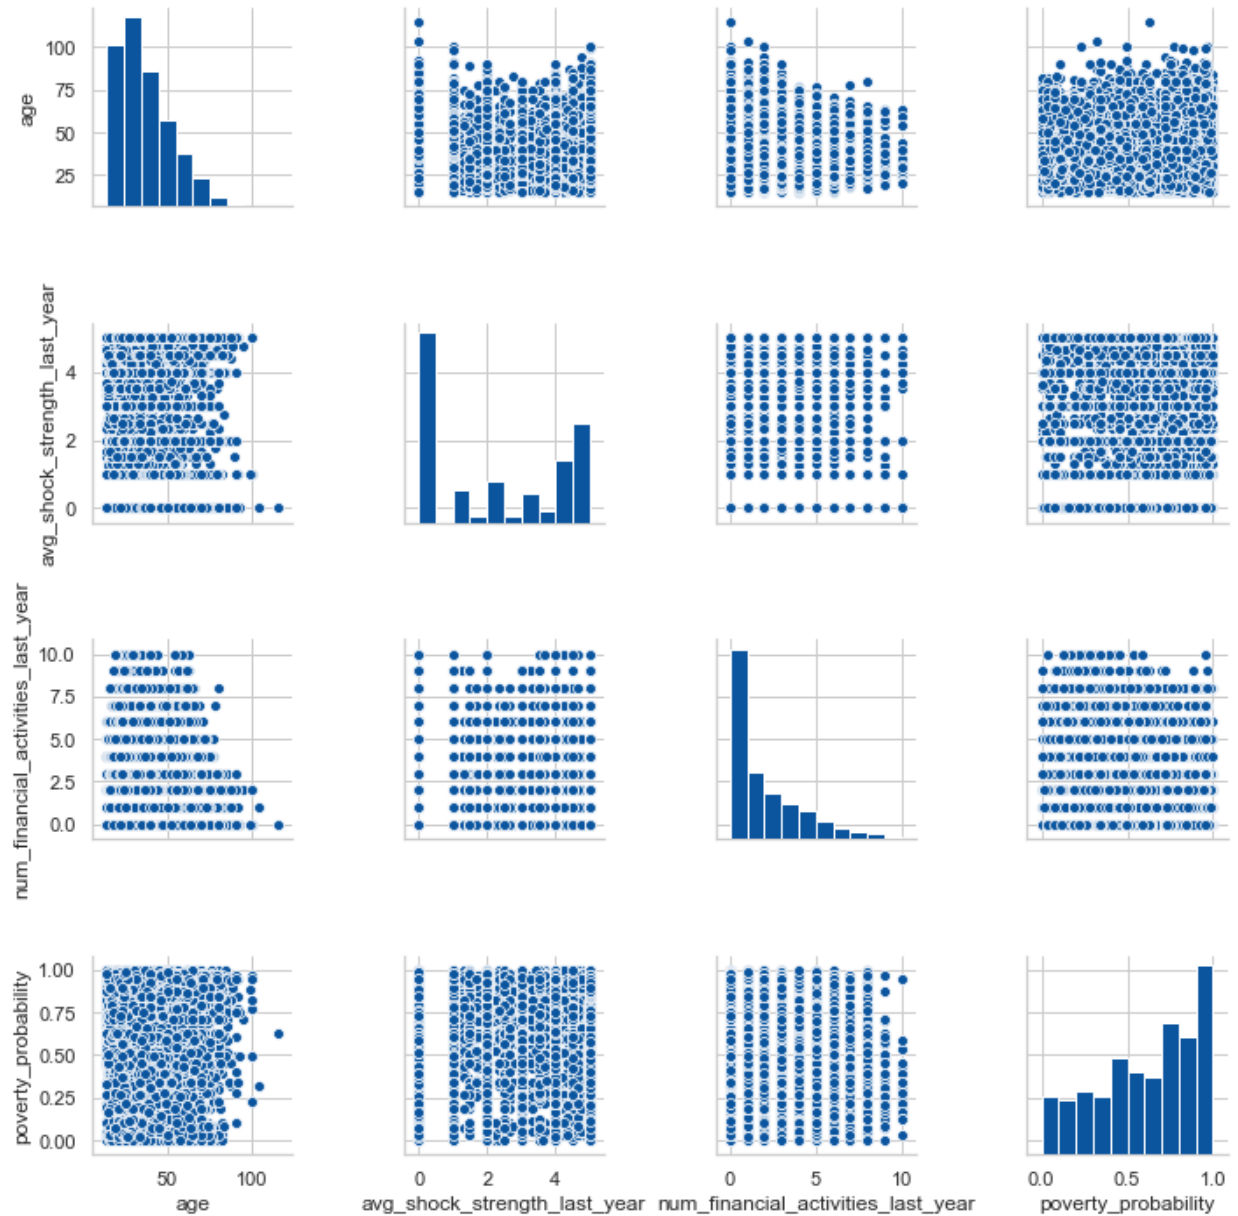 100
75
50
25
age
4
2
0
avg_shock_strength_last_year
10.0
7.5
5.0
2.5
0.0
num_financial_activities_last_year
1.00
0.75
0.50
0.25
0.00
poverty_probability
50 100
age
0 2 4
avg_shock_strength_last_year
0 5 10
num_financial_activities_last_year
0.0 0.5 1.0
poverty_probability